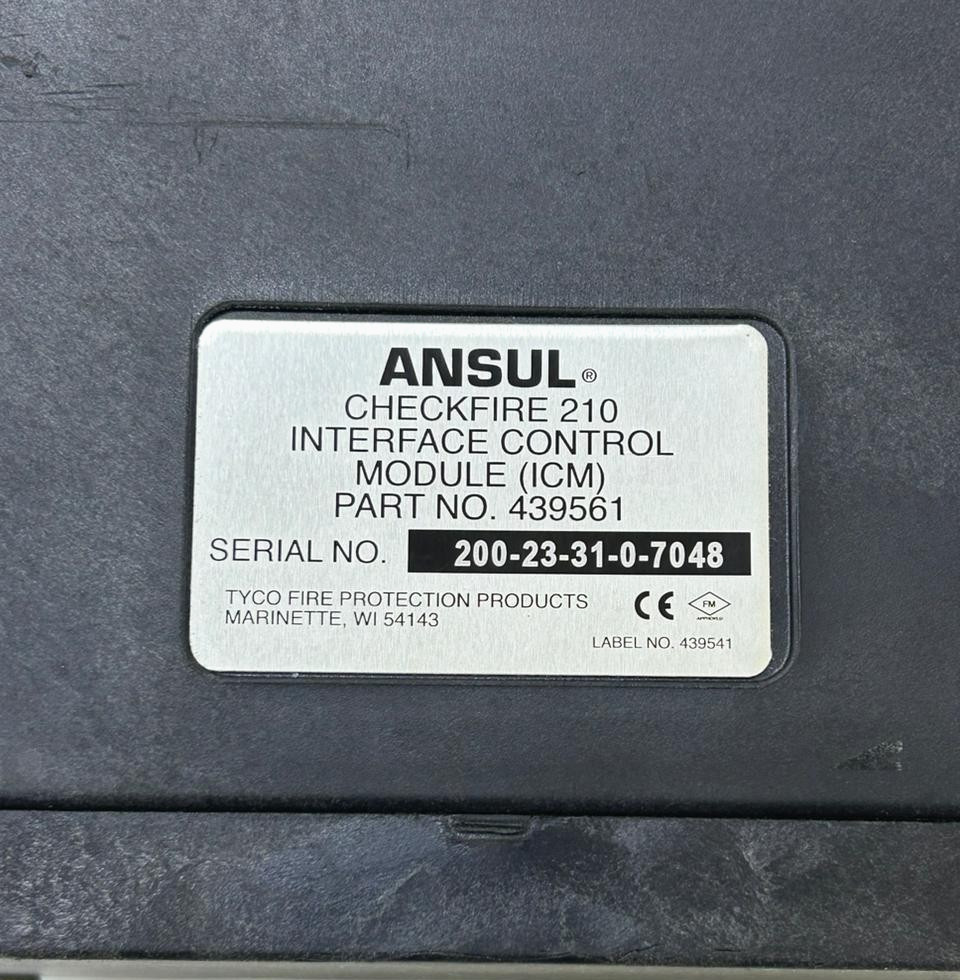 ANSUL®
CHECKFIRE 210
INTERFACE CONTROL
MODULE (ICM)
PART NO. 439561
SERIAL NO. 200-23-31-0-7048
TYCO FIRE PROTECTION PRODUCTS
MARINETTE, WI 54143
CE FM
APPROVED
LABEL NO. 439541